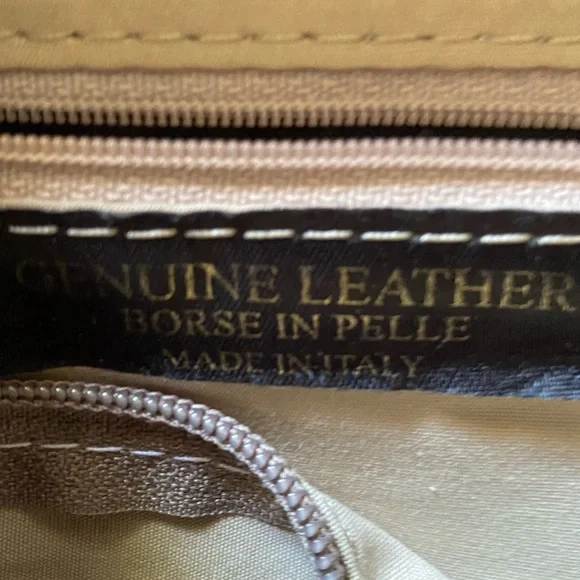 GENUINE LEATHER
BORSE IN PELLE
MADE IN ITALY